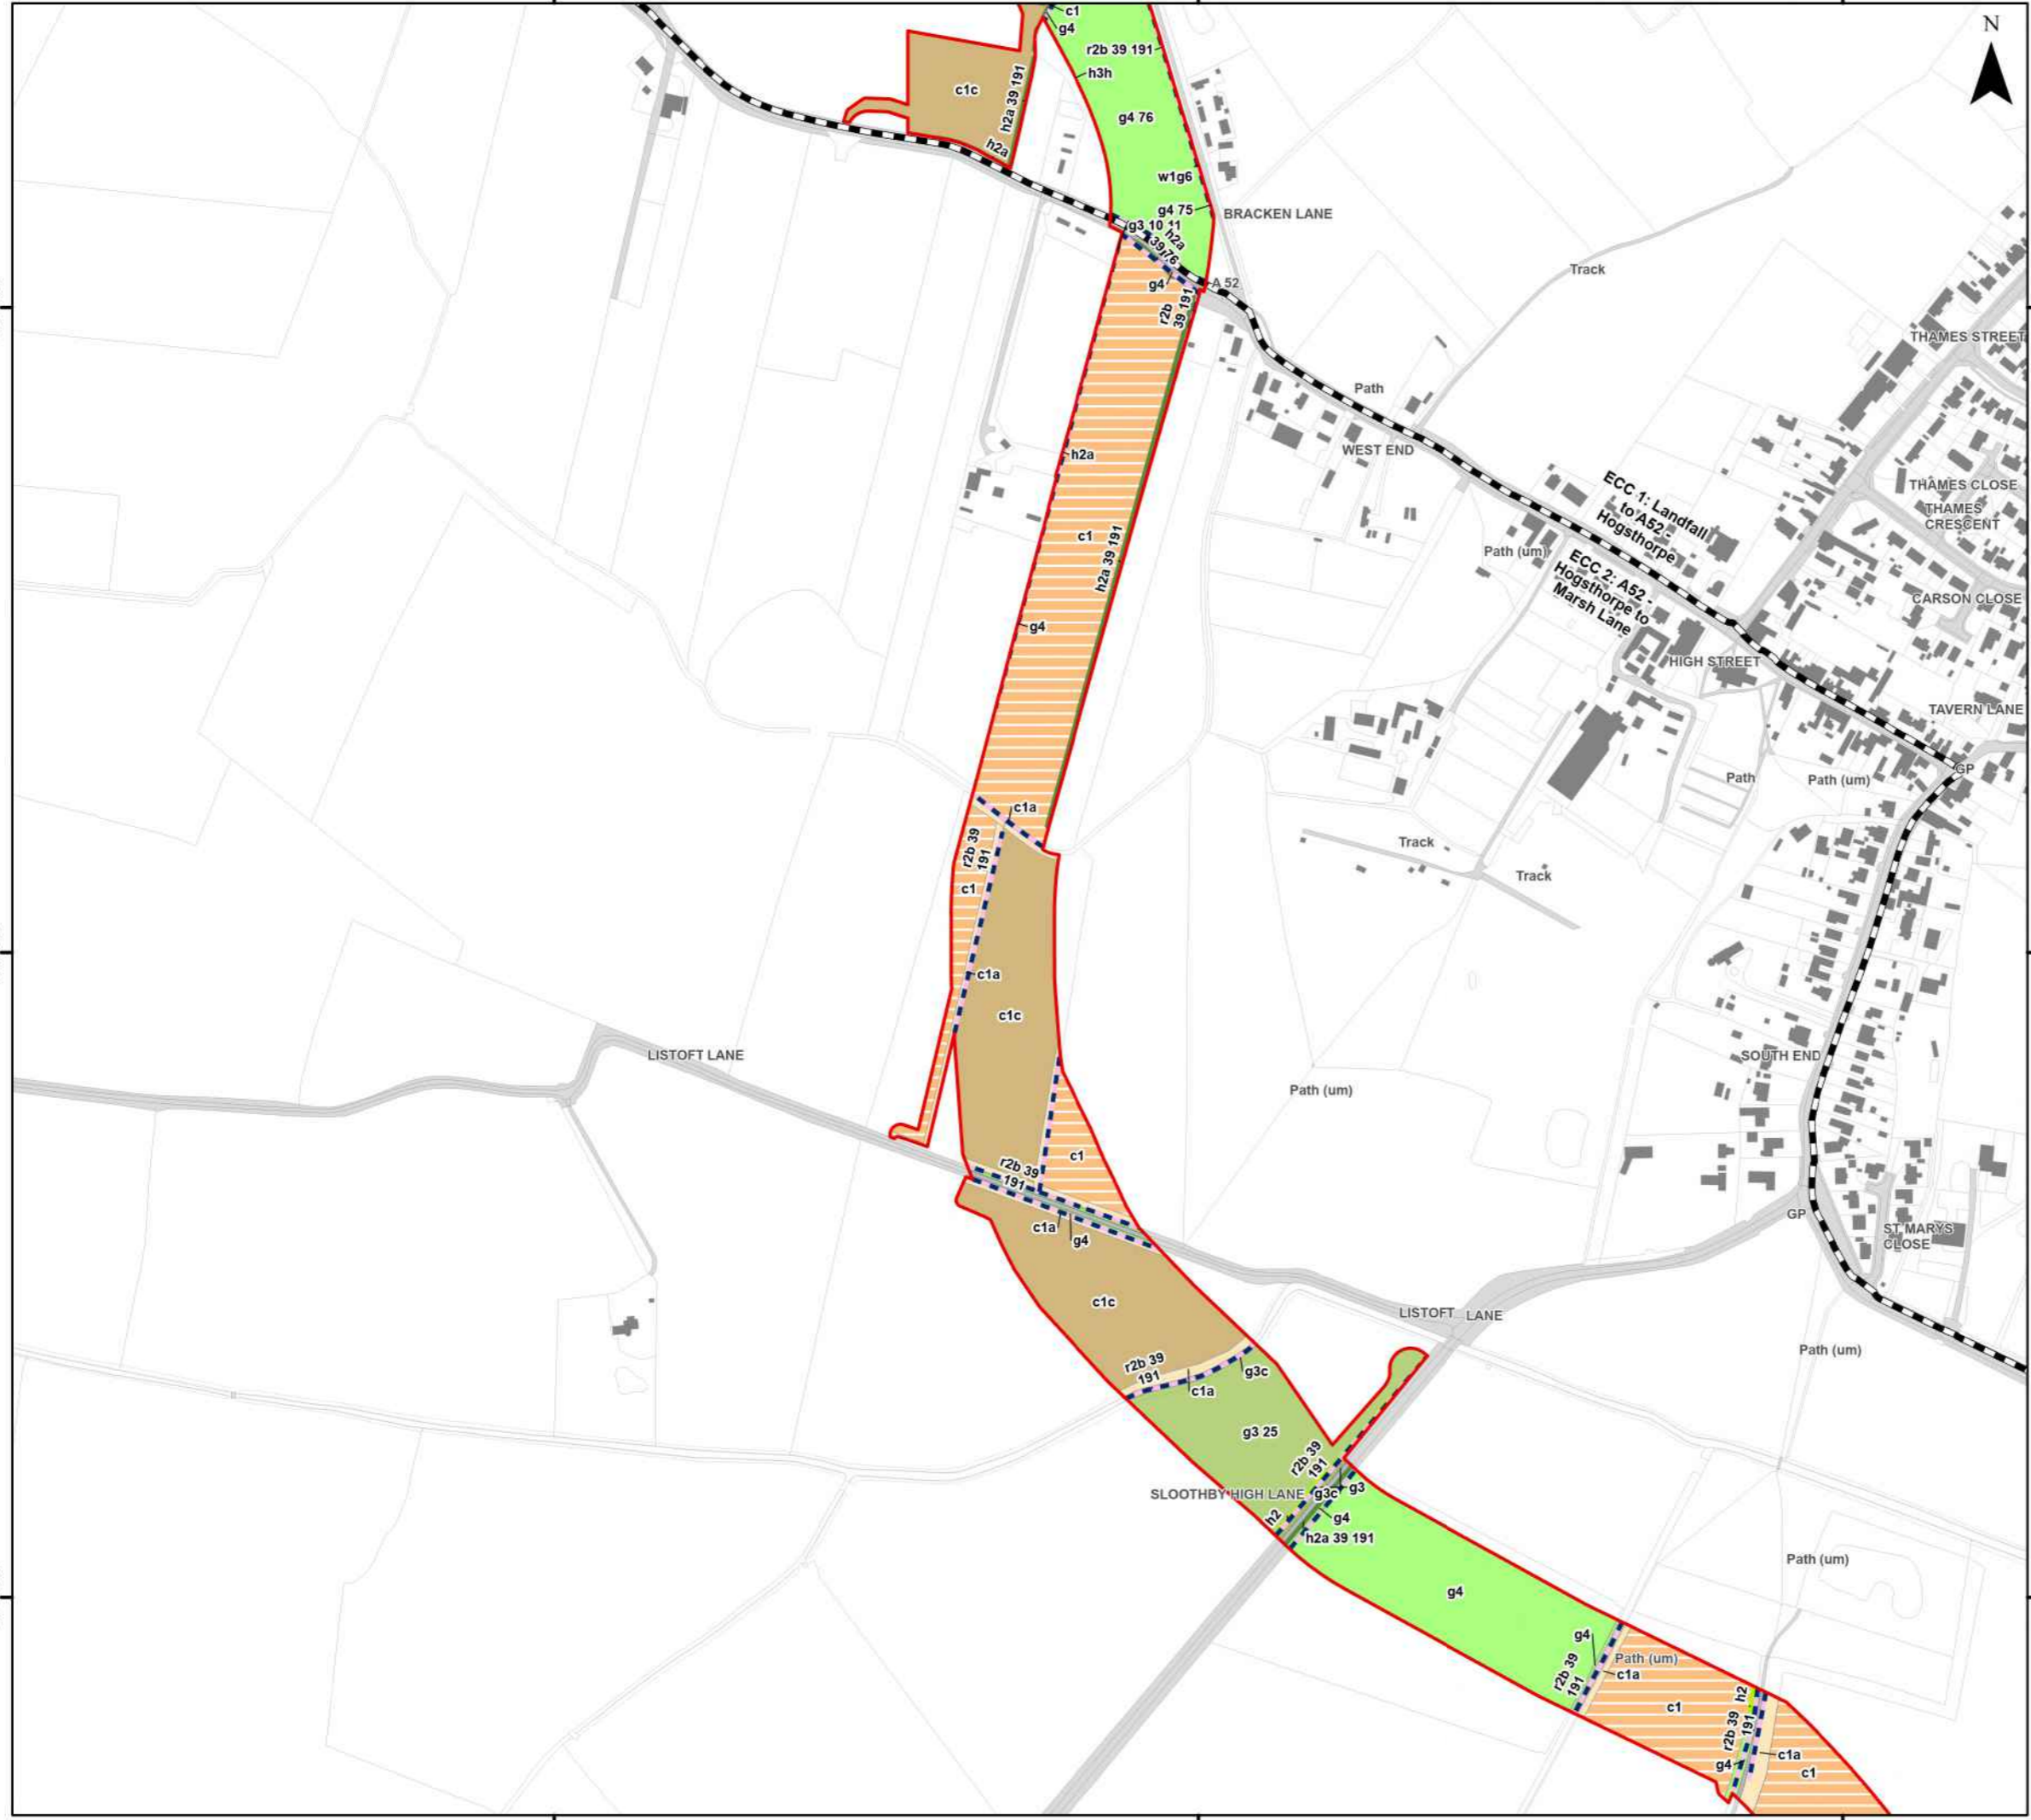 c1
g4
N
r2b 39 191
h3h
c1c
h2a 39 191
g4 76
h2a
w1g6
g4 75
BRACKEN LANE
g3 10 11
h2a
39 76
Track
g4
A 52
r2b
39 191
THAMES STREET
Path
h2a
WEST END
ECC 1: Landfall
to A52 -
Hogsthorpe
THAMES CLOSE
THAMES
CRESCENT
c1
h2a 39 191
Path (um)
ECC 2: A52 -
Hogsthorpe to
Marsh Lane
CARSON CLOSE
g4
HIGH STREET
TAVERN LANE
GP
Path
Path (um)
c1a
r2b 39
191
Track
Track
c1
c1a
c1c
LISTOFT LANE
SOUTH END
Path (um)
c1
r2b 39
191
GP
c1a
g4
ST MARYS
CLOSE
c1c
LISTOFT LANE
Path (um)
r2b 39
191
g3c
c1a
g3 25
r2b 39
191
SLOOTHBY HIGH LANE
g3c
g3
h2
g4
h2a 39 191
Path (um)
g4
g4
Path (um)
r2b 39
191
c1a
h2
c1
r2b 39
191
c1a
g4
c1